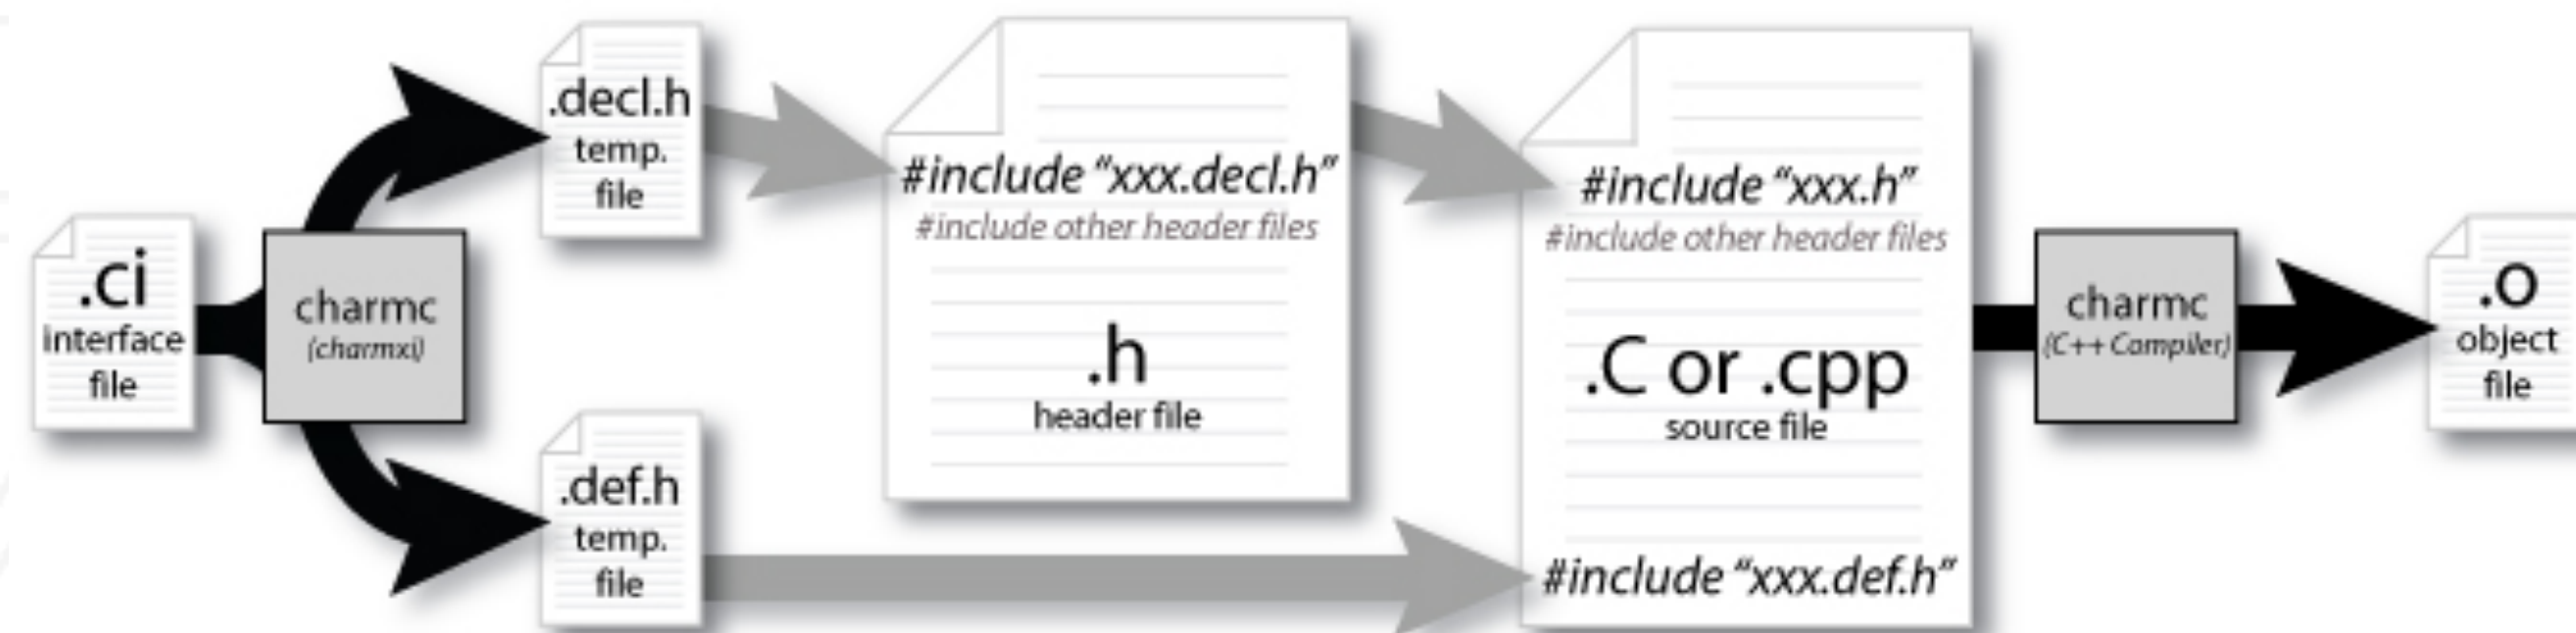 .ci
interface
file
charmc
(charmxi)
.decl.h
temp.
file
.def.h
temp.
file
#include “xxx.decl.h”
#include other header files
.h
header file
#include “xxx.h”
#include other header files
.C or .cpp
source file
#include “xxx.def.h”
charmc
(C++ Compiler)
.o
object
file